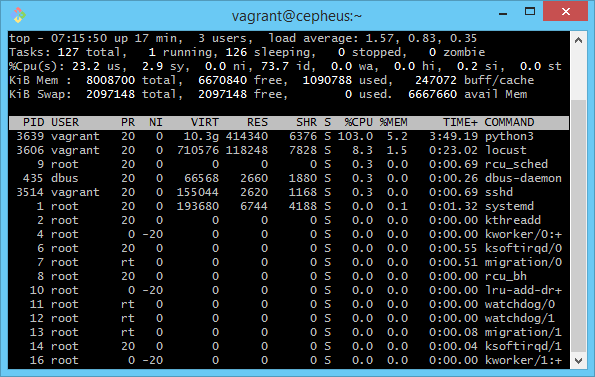 vagrant@cepheus:~
top - 07:15:50 up 17 min,  3 users,  load average: 1.57, 0.83, 0.35
Tasks: 127 total,   1 running, 126 sleeping,   0 stopped,   0 zombie
%Cpu(s): 23.2 us,  2.9 sy,  0.0 ni, 73.7 id,  0.0 wa,  0.0 hi,  0.2 si,  0.0 st
KiB Mem :  8008700 total,  6670840 free,  1090788 used,   247072 buff/cache
KiB Swap:  2097148 total,  2097148 free,        0 used.  6667660 avail Mem
PID USER      PR  NI    VIRT    RES    SHR S  %CPU %MEM     TIME+ COMMAND
3639 vagrant   20   0   10.3g 414340   6376 S 103.0  5.2   3:49.19 python3
3606 vagrant   20   0  710576 118248   7828 S   8.3  1.5   0:23.02 locust
9 root      20   0       0      0      0 S   0.3  0.0   0:00.69 rcu_sched
435 dbus      20   0   66568   2660   1880 S   0.3  0.0   0:00.26 dbus-daemon
3514 vagrant   20   0  155044   2620   1168 S   0.3  0.0   0:00.69 sshd
1 root      20   0  193680   6744   4188 S   0.0  0.1   0:01.32 systemd
2 root      20   0       0      0      0 S   0.0  0.0   0:00.00 kthreadd
4 root       0 -20       0      0      0 S   0.0  0.0   0:00.00 kworker/0:+
6 root      20   0       0      0      0 S   0.0  0.0   0:00.55 ksoftirqd/0
7 root      rt   0       0      0      0 S   0.0  0.0   0:00.51 migration/0
8 root      20   0       0      0      0 S   0.0  0.0   0:00.00 rcu_bh
10 root       0 -20       0      0      0 S   0.0  0.0   0:00.00 lru-add-dr+
11 root      rt   0       0      0      0 S   0.0  0.0   0:00.00 watchdog/0
12 root      rt   0       0      0      0 S   0.0  0.0   0:00.00 watchdog/1
13 root      rt   0       0      0      0 S   0.0  0.0   0:00.08 migration/1
14 root      20   0       0      0      0 S   0.0  0.0   0:00.04 ksoftirqd/1
16 root       0 -20       0      0      0 S   0.0  0.0   0:00.00 kworker/1:+